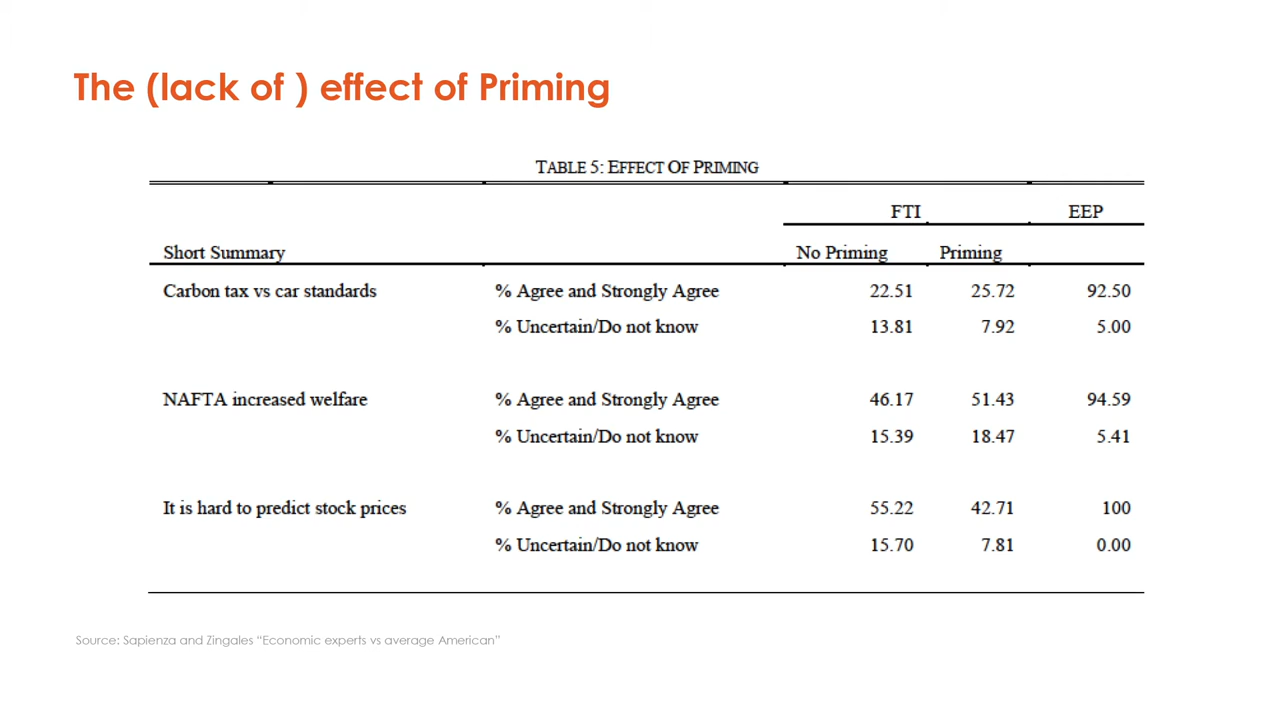 The (lack of ) effect of Priming
TABLE 5: EFFECT OF PRIMING
FTI EEP
Short Summary No Priming Priming
Carbon tax vs car standards % Agree and Strongly Agree 22.51 25.72 92.50
% Uncertain/Do not know 13.81 7.92 5.00
NAFTA increased welfare % Agree and Strongly Agree 46.17 51.43 94.59
% Uncertain/Do not know 15.39 18.47 5.41
It is hard to predict stock prices % Agree and Strongly Agree 55.22 42.71 100
% Uncertain/Do not know 15.70 7.81 0.00
Source: Sapienza and Zingales “Economic experts vs average American”